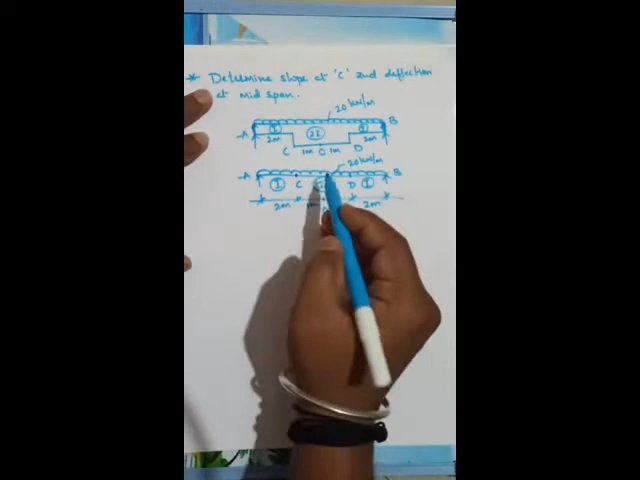 * Determine slope at 'C' and deflection
at mid span.
20 kN/m
A I 2I I B
2m 2m
C 1m O 1m D
20 kN/m
A B
I C D I
2m 1m 2m